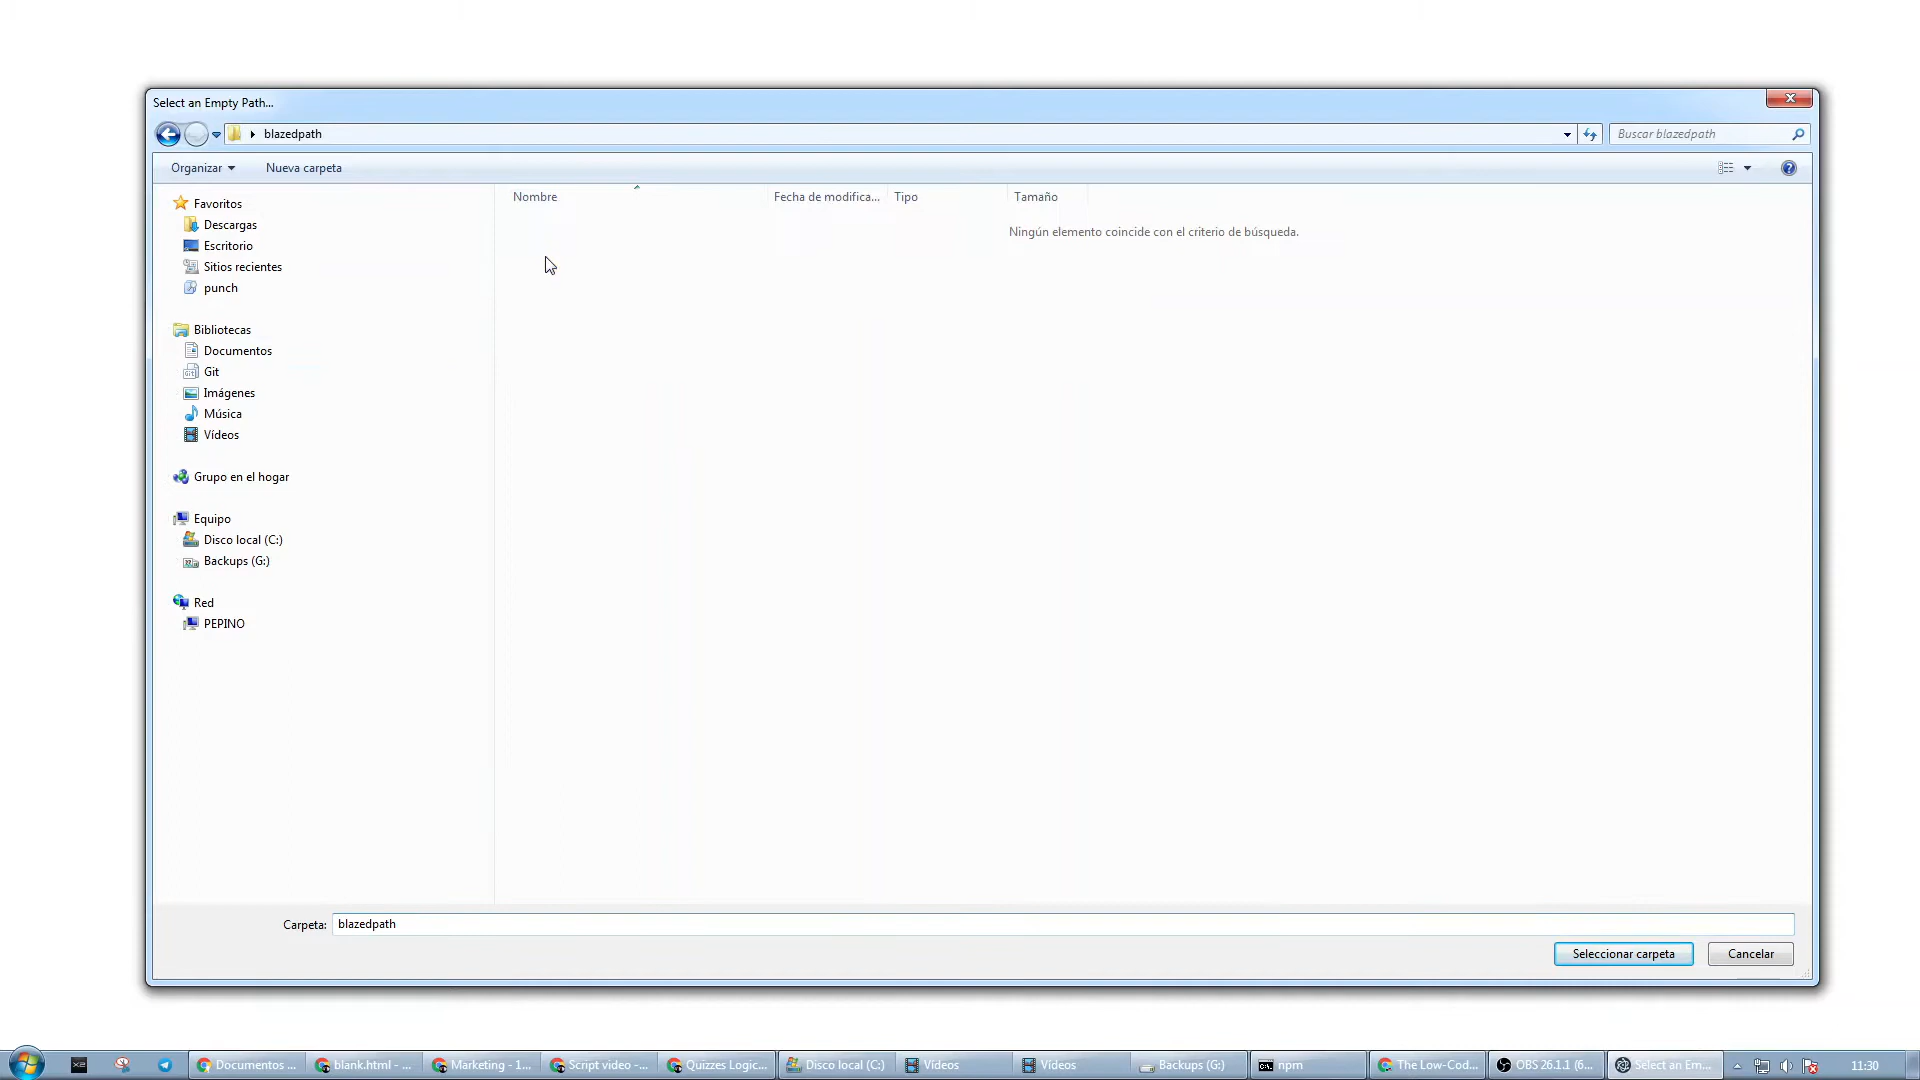 Select an Empty Path...
blazedpath
Buscar blazedpath
Organizar
Nueva carpeta
Nombre
Fecha de modifica...
Tipo
Tamaño
Ningún elemento coincide con el criterio de búsqueda.
Favoritos
Descargas
Escritorio
Sitios recientes
punch
Bibliotecas
Documentos
Git
Imágenes
Música
Vídeos
Grupo en el hogar
Equipo
Disco local (C:)
Backups (G:)
Red
PEPINO
Carpeta: blazedpath
Seleccionar carpeta
Cancelar
Documentos ...
blank.html - ...
Marketing - 1...
Script video -...
Quizzes Logic...
Disco local (C:)
Vídeos
Vídeos
Backups (G:)
npm
The Low-Cod...
OBS 26.1.1 (6...
Select an Em...
11:30